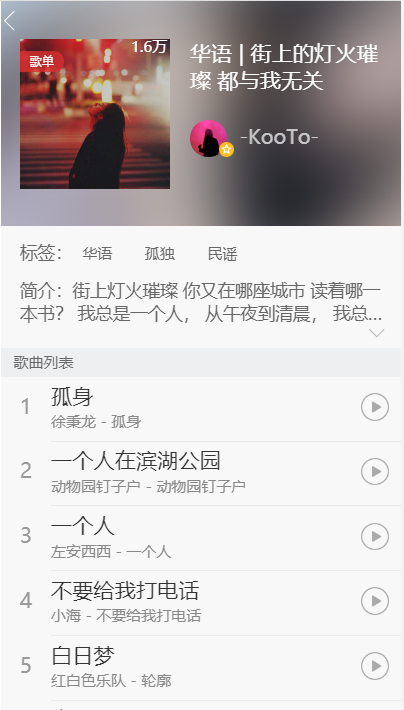 歌单
1.6万
华语 | 街上的灯火璀
璨 都与我无关
-KooTo-
标签： 华语 孤独 民谣
简介：街上灯火璀璨 你又在哪座城市 读着哪一
本书？ 我总是一个人， 从午夜到清晨， 我总...
歌曲列表
1 孤身
徐秉龙 - 孤身
2 一个人在滨湖公园
动物园钉子户 - 动物园钉子户
3 一个人
左安西西 - 一个人
4 不要给我打电话
小海 - 不要给我打电话
5 白日梦
红白色乐队 - 轮廓